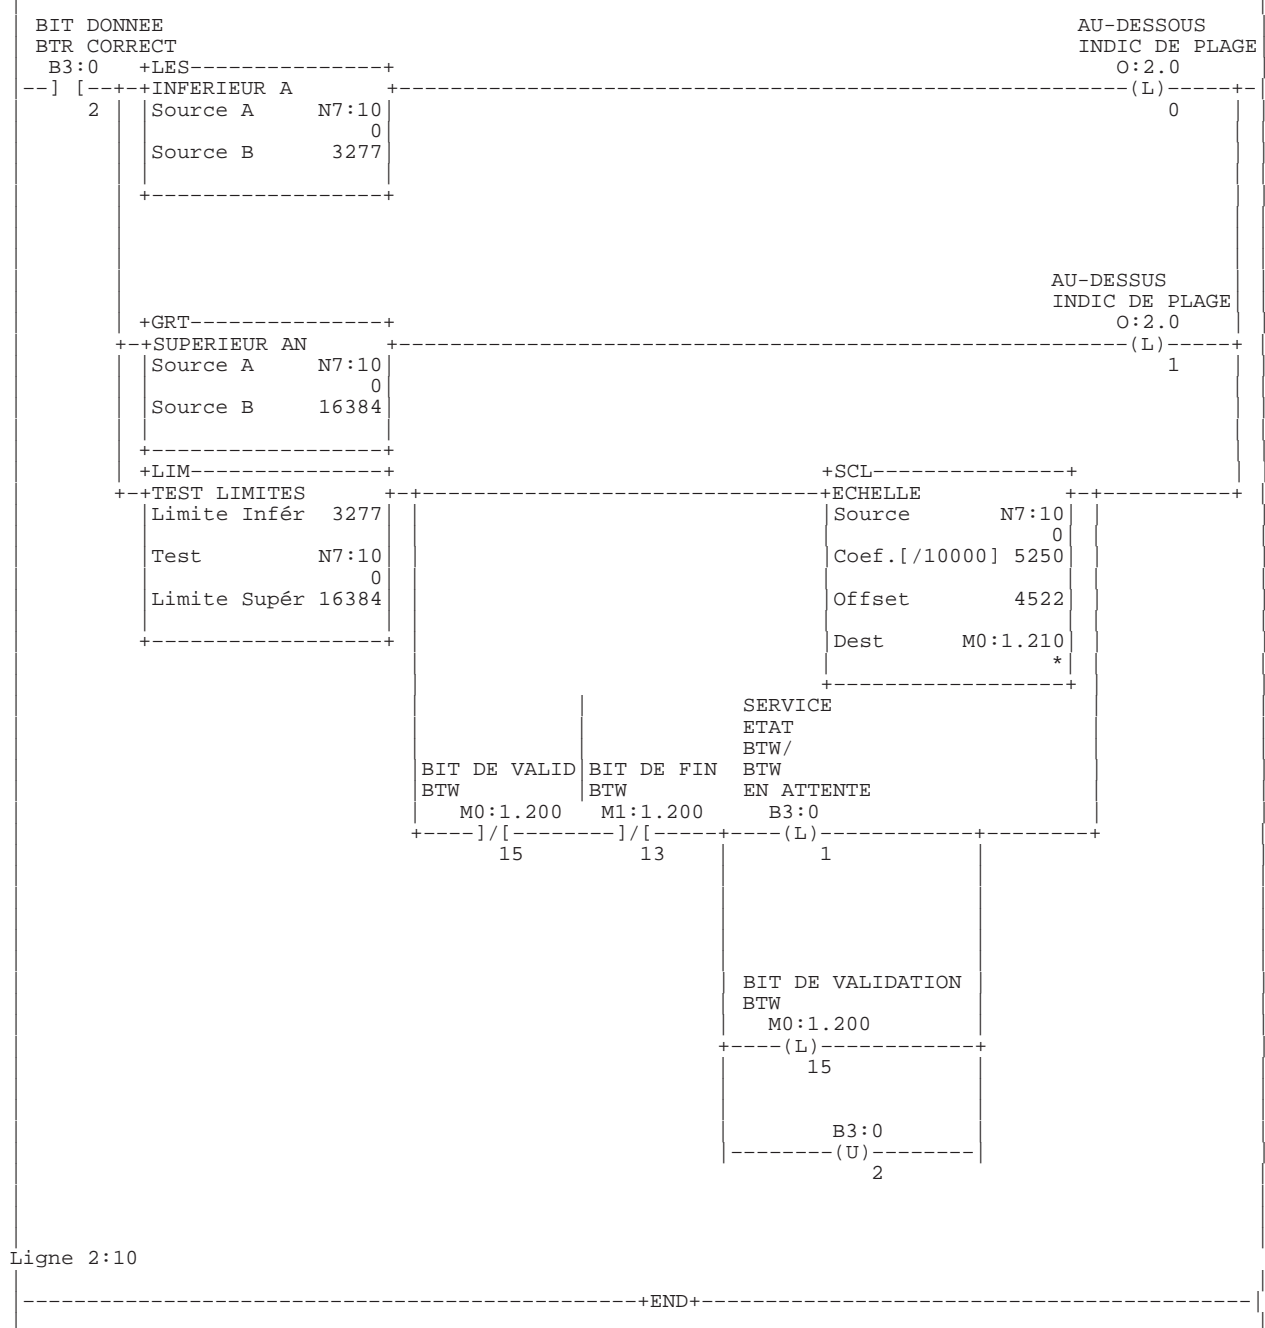 BIT DONNEE AU-DESSOUS
BTR CORRECT INDIC DE PLAGE
B3:0 +LES---------------+ O:2.0
--] [--+-+INFERIEUR A +---------------------------------------------------------(L)-----+-
2 Source A N7:10 0
0
Source B 3277
+------------------+
AU-DESSUS
INDIC DE PLAGE
+GRT---------------+ O:2.0
+-+SUPERIEUR AN +---------------------------------------------------------(L)-----+
Source A N7:10 1
0
Source B 16384
+------------------+
+LIM---------------+ +SCL---------------+
+-+TEST LIMITES +-+--------------------------------+ECHELLE +-+-----------+
Limite Infér 3277 Source N7:10
0
Test N7:10 Coef.[/10000] 5250
0
Limite Supér 16384 Offset 4522
+------------------+ Dest M0:1.210
*
+------------------+
SERVICE
ETAT
BTW/
BIT DE VALID BIT DE FIN BTW
BTW BTW EN ATTENTE
M0:1.200 M1:1.200 B3:0
+----]/[--------]/[-----+----(L)------------+--------+
15 13 1
BIT DE VALIDATION
BTW
M0:1.200
+----(L)------------+
15
B3:0
|--------(U)--------|
2
Ligne 2:10
|--------------------------------------------------+END+-------------------------------------------|